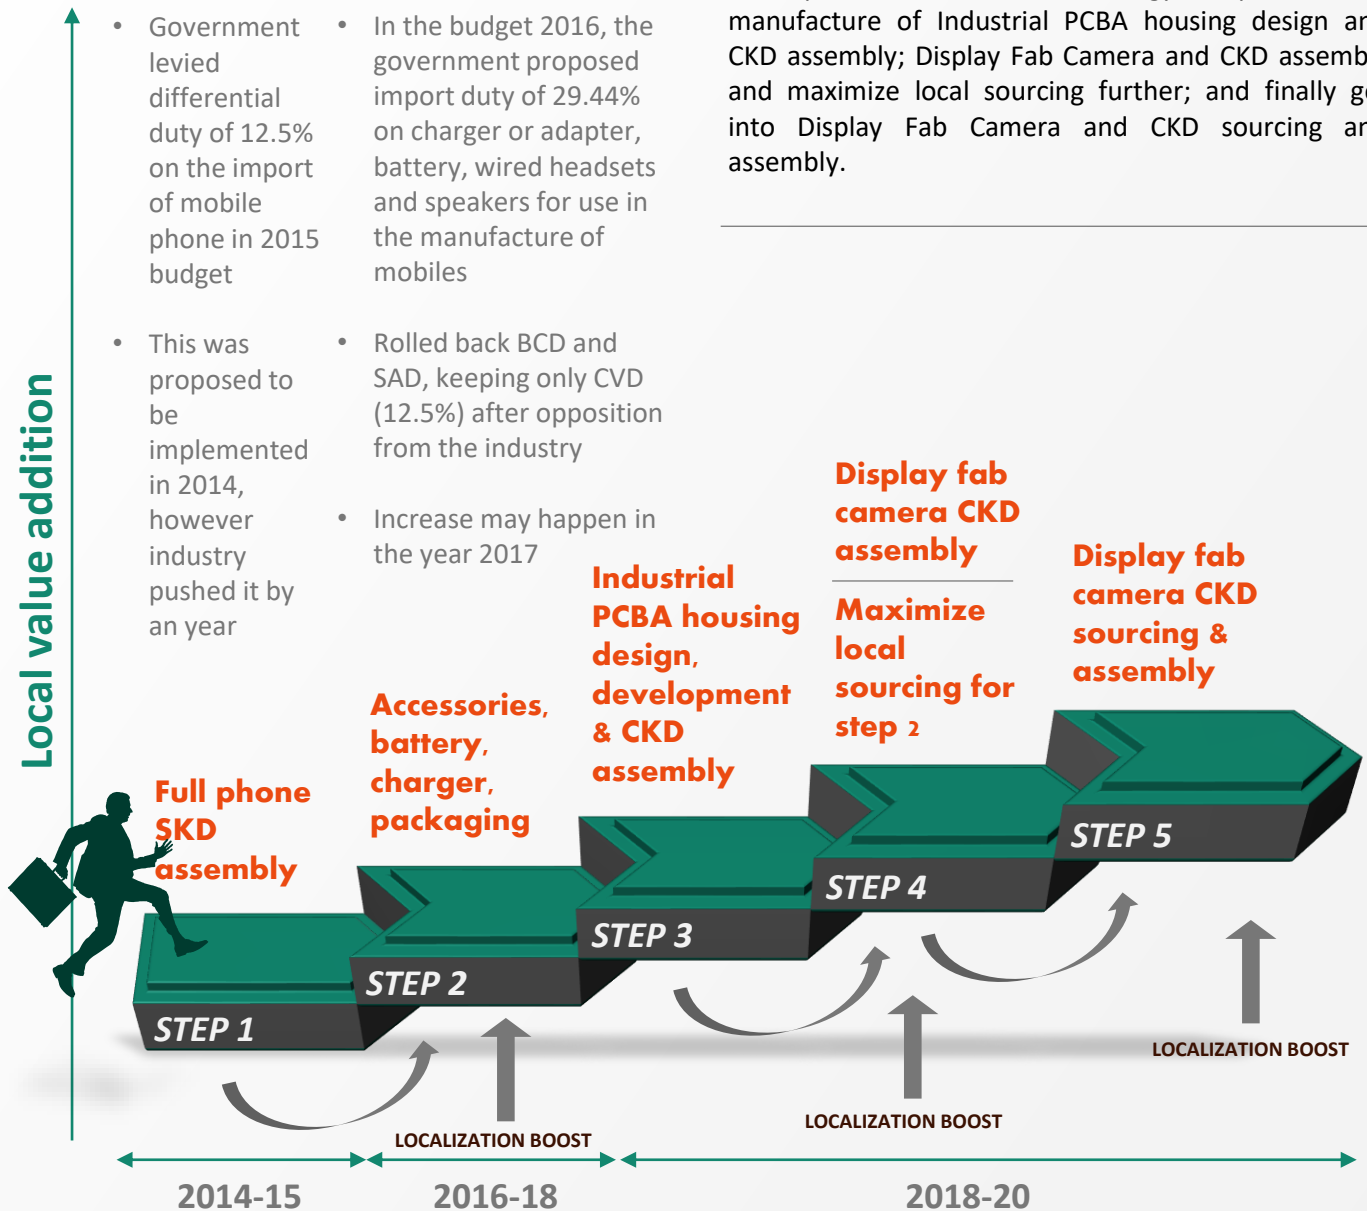 • Government
levied
differential
duty of 12.5%
on the import
of mobile
phone in 2015
budget
• This was
proposed to
be
implemented
in 2014,
however
industry
pushed it by
an year
• In the budget 2016, the
government proposed
import duty of 29.44%
on charger or adapter,
battery, wired headsets
and speakers for use in
the manufacture of
mobiles
• Rolled back BCD and
SAD, keeping only CVD
(12.5%) after opposition
from the industry
• Increase may happen in
the year 2017
manufacture of Industrial PCBA housing design an
CKD assembly; Display Fab Camera and CKD assemb
and maximize local sourcing further; and finally g
into Display Fab Camera and CKD sourcing an
assembly.
Local value addition
Full phone
SKD
assembly
Accessories,
battery,
charger,
packaging
Industrial
PCBA housing
design,
development
& CKD
assembly
Display fab
camera CKD
assembly
Maximize
local
sourcing for
step 2
Display fab
camera CKD
sourcing &
assembly
STEP 1
STEP 2
STEP 3
STEP 4
STEP 5
LOCALIZATION BOOST
LOCALIZATION BOOST
LOCALIZATION BOOST
2014-15
2016-18
2018-20